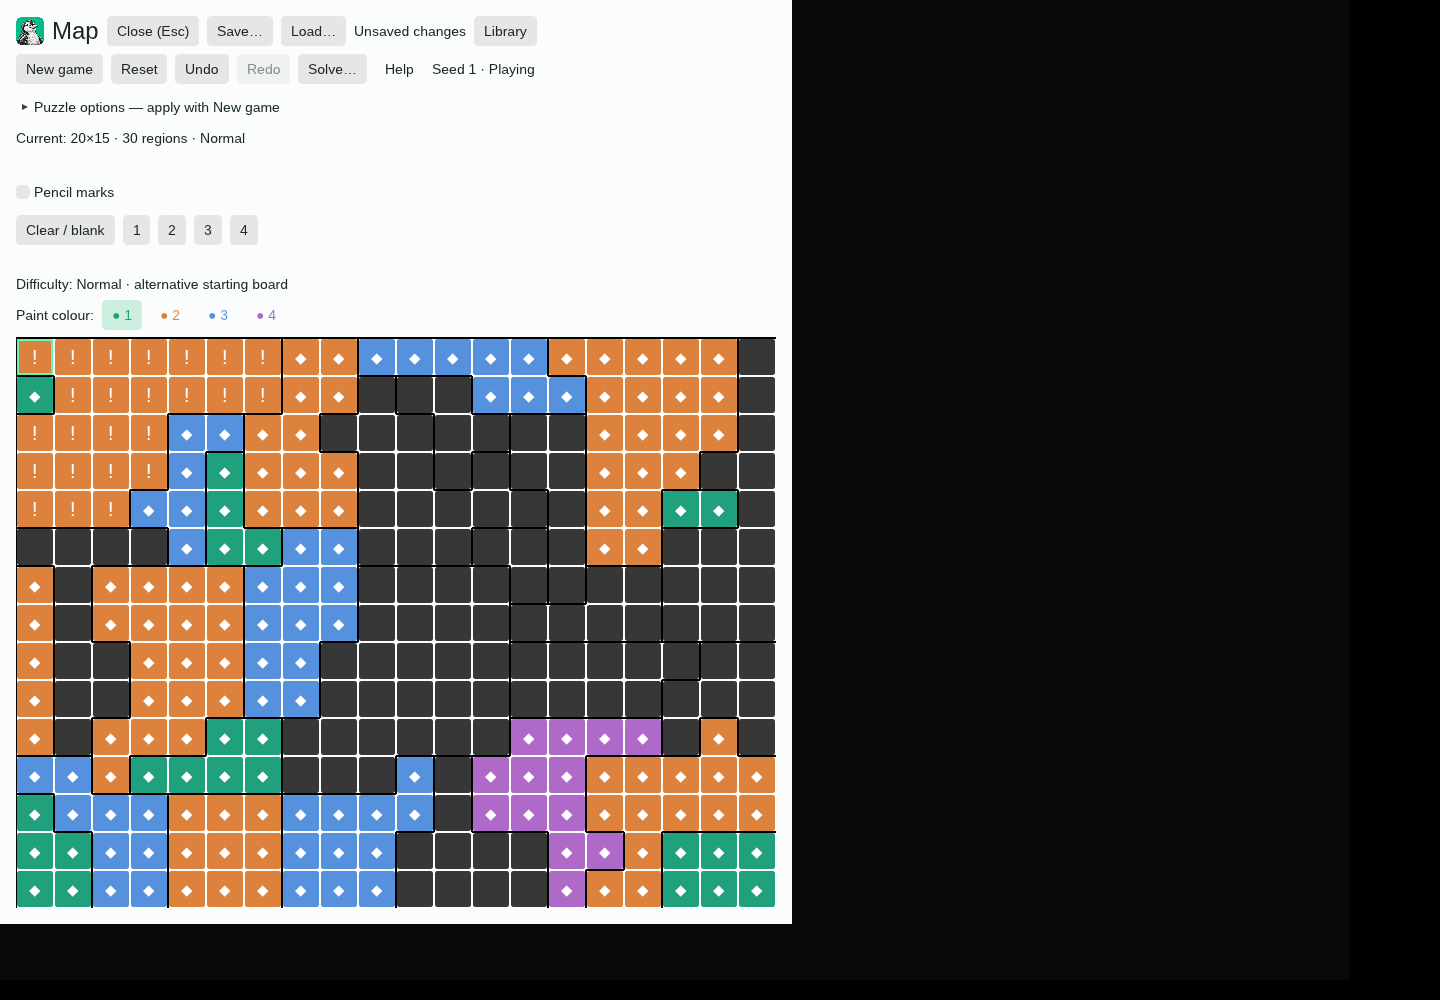 Map Close (Esc) Save… Load… Unsaved changes Library
New game Reset Undo Redo Solve… Help Seed 1 · Playing
▸ Puzzle options — apply with New game
Current: 20×15 · 30 regions · Normal
Pencil marks
Clear / blank 1 2 3 4
Difficulty: Normal · alternative starting board
Paint colour: ● 1 ● 2 ● 3 ● 4
! ! ! ! ! ! !
! ! ! ! ! !
! ! ! !
! ! ! !
! ! !